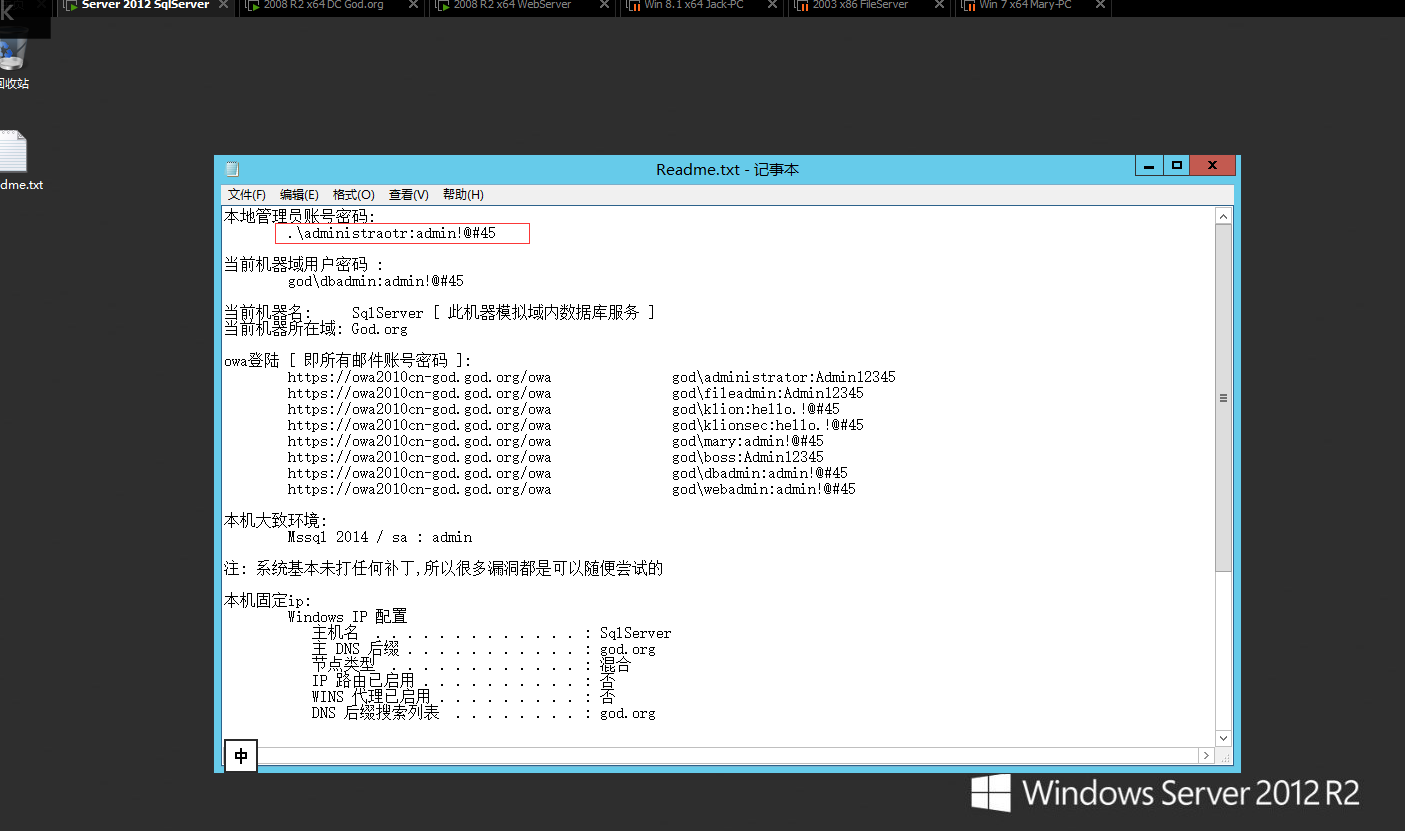 Server 2012 SqlServer
2008 R2 x64 DC God.org
2008 R2 x64 WebServer
Win 8.1 x64 Jack-PC
2003 x86 FileServer
Win 7 x64 Mary-PC
回收站
dme.txt
Readme.txt - 记事本
文件(F) 编辑(E) 格式(O) 查看(V) 帮助(H)
本地管理员账号密码:
.\administraotr:admin!@#45
当前机器域用户密码 :
god\dbadmin:admin!@#45
当前机器名: SqlServer [ 此机器模拟域内数据库服务 ]
当前机器所在域: God.org
owa登陆 [ 即所有邮件账号密码 ]:
https://owa2010cn-god.god.org/owa god\administrator:Admin12345
https://owa2010cn-god.god.org/owa god\fileadmin:Admin12345
https://owa2010cn-god.god.org/owa god\klion:hello.!@#45
https://owa2010cn-god.god.org/owa god\klionsec:hello.!@#45
https://owa2010cn-god.god.org/owa god\mary:admin!@#45
https://owa2010cn-god.god.org/owa god\boss:Admin12345
https://owa2010cn-god.god.org/owa god\dbadmin:admin!@#45
https://owa2010cn-god.god.org/owa god\webadmin:admin!@#45
本机大致环境:
Mssql 2014 / sa : admin
注: 系统基本未打任何补丁,所以很多漏洞都是可以随便尝试的
本机固定ip:
Windows IP 配置
主机名 . . . . . . . . . . . . . : SqlServer
主 DNS 后缀 . . . . . . . . . . . : god.org
节点类型 . . . . . . . . . . . . : 混合
IP 路由已启用 . . . . . . . . . . : 否
WINS 代理已启用 . . . . . . . . . : 否
DNS 后缀搜索列表 . . . . . . . . : god.org
中
Windows Server 2012 R2